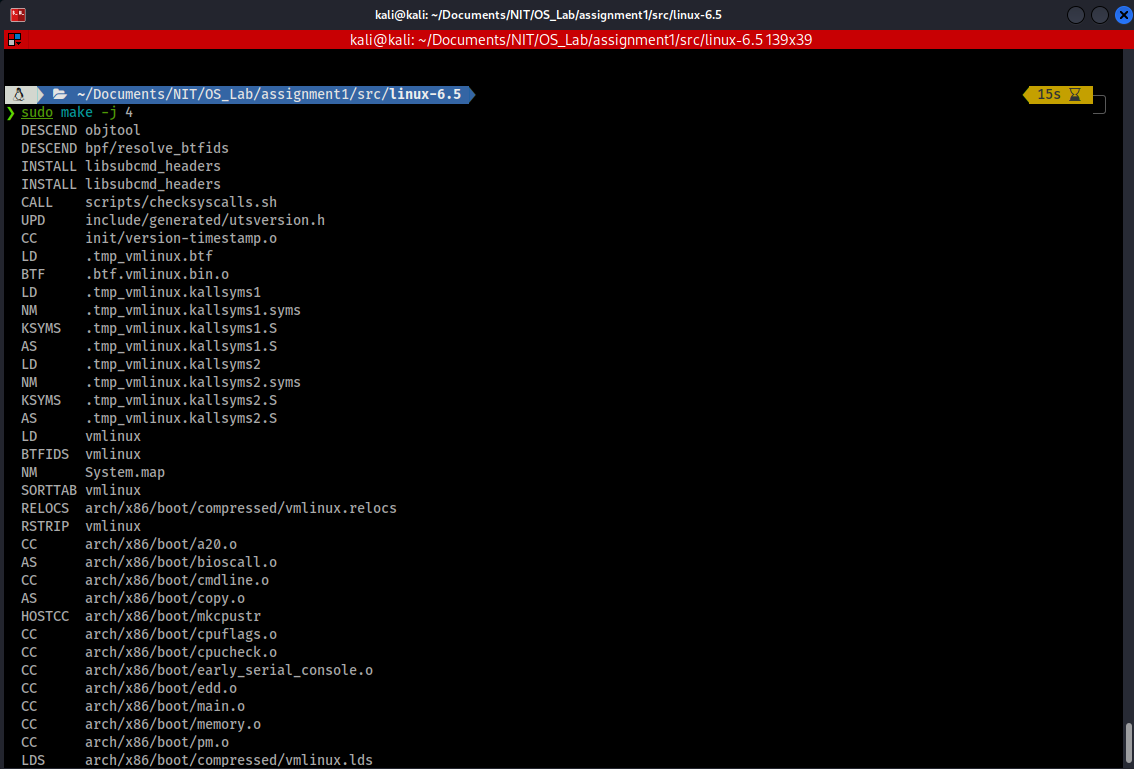 kali@kali: ~/Documents/NIT/OS_Lab/assignment1/src/linux-6.5
kali@kali: ~/Documents/NIT/OS_Lab/assignment1/src/linux-6.5 139x39
~/Documents/NIT/OS_Lab/assignment1/src/linux-6.5 15s
❯ sudo make -j 4
DESCEND objtool
DESCEND bpf/resolve_btfids
INSTALL libsubcmd_headers
INSTALL libsubcmd_headers
CALL    scripts/checksyscalls.sh
UPD     include/generated/utsversion.h
CC      init/version-timestamp.o
LD      .tmp_vmlinux.btf
BTF     .btf.vmlinux.bin.o
LD      .tmp_vmlinux.kallsyms1
NM      .tmp_vmlinux.kallsyms1.syms
KSYMS   .tmp_vmlinux.kallsyms1.S
AS      .tmp_vmlinux.kallsyms1.S
LD      .tmp_vmlinux.kallsyms2
NM      .tmp_vmlinux.kallsyms2.syms
KSYMS   .tmp_vmlinux.kallsyms2.S
AS      .tmp_vmlinux.kallsyms2.S
LD      vmlinux
BTFIDS  vmlinux
NM      System.map
SORTTAB vmlinux
RELOCS  arch/x86/boot/compressed/vmlinux.relocs
RSTRIP  vmlinux
CC      arch/x86/boot/a20.o
AS      arch/x86/boot/bioscall.o
CC      arch/x86/boot/cmdline.o
AS      arch/x86/boot/copy.o
HOSTCC  arch/x86/boot/mkcpustr
CC      arch/x86/boot/cpuflags.o
CC      arch/x86/boot/cpucheck.o
CC      arch/x86/boot/early_serial_console.o
CC      arch/x86/boot/edd.o
CC      arch/x86/boot/main.o
CC      arch/x86/boot/memory.o
CC      arch/x86/boot/pm.o
LDS     arch/x86/boot/compressed/vmlinux.lds